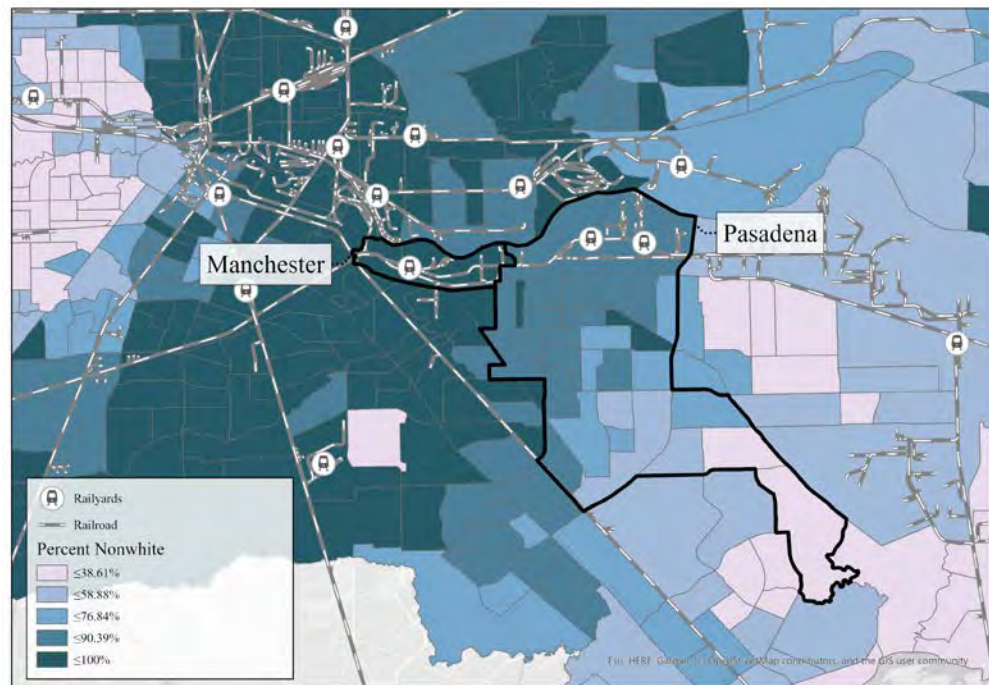 Manchester
Pasadena
Railyards
Railroad
Percent Nonwhite
≤38.61%
≤58.88%
≤76.84%
≤90.39%
≤100%
Esri, HERE, Garmin, (c) OpenStreetMap contributors, and the GIS user community